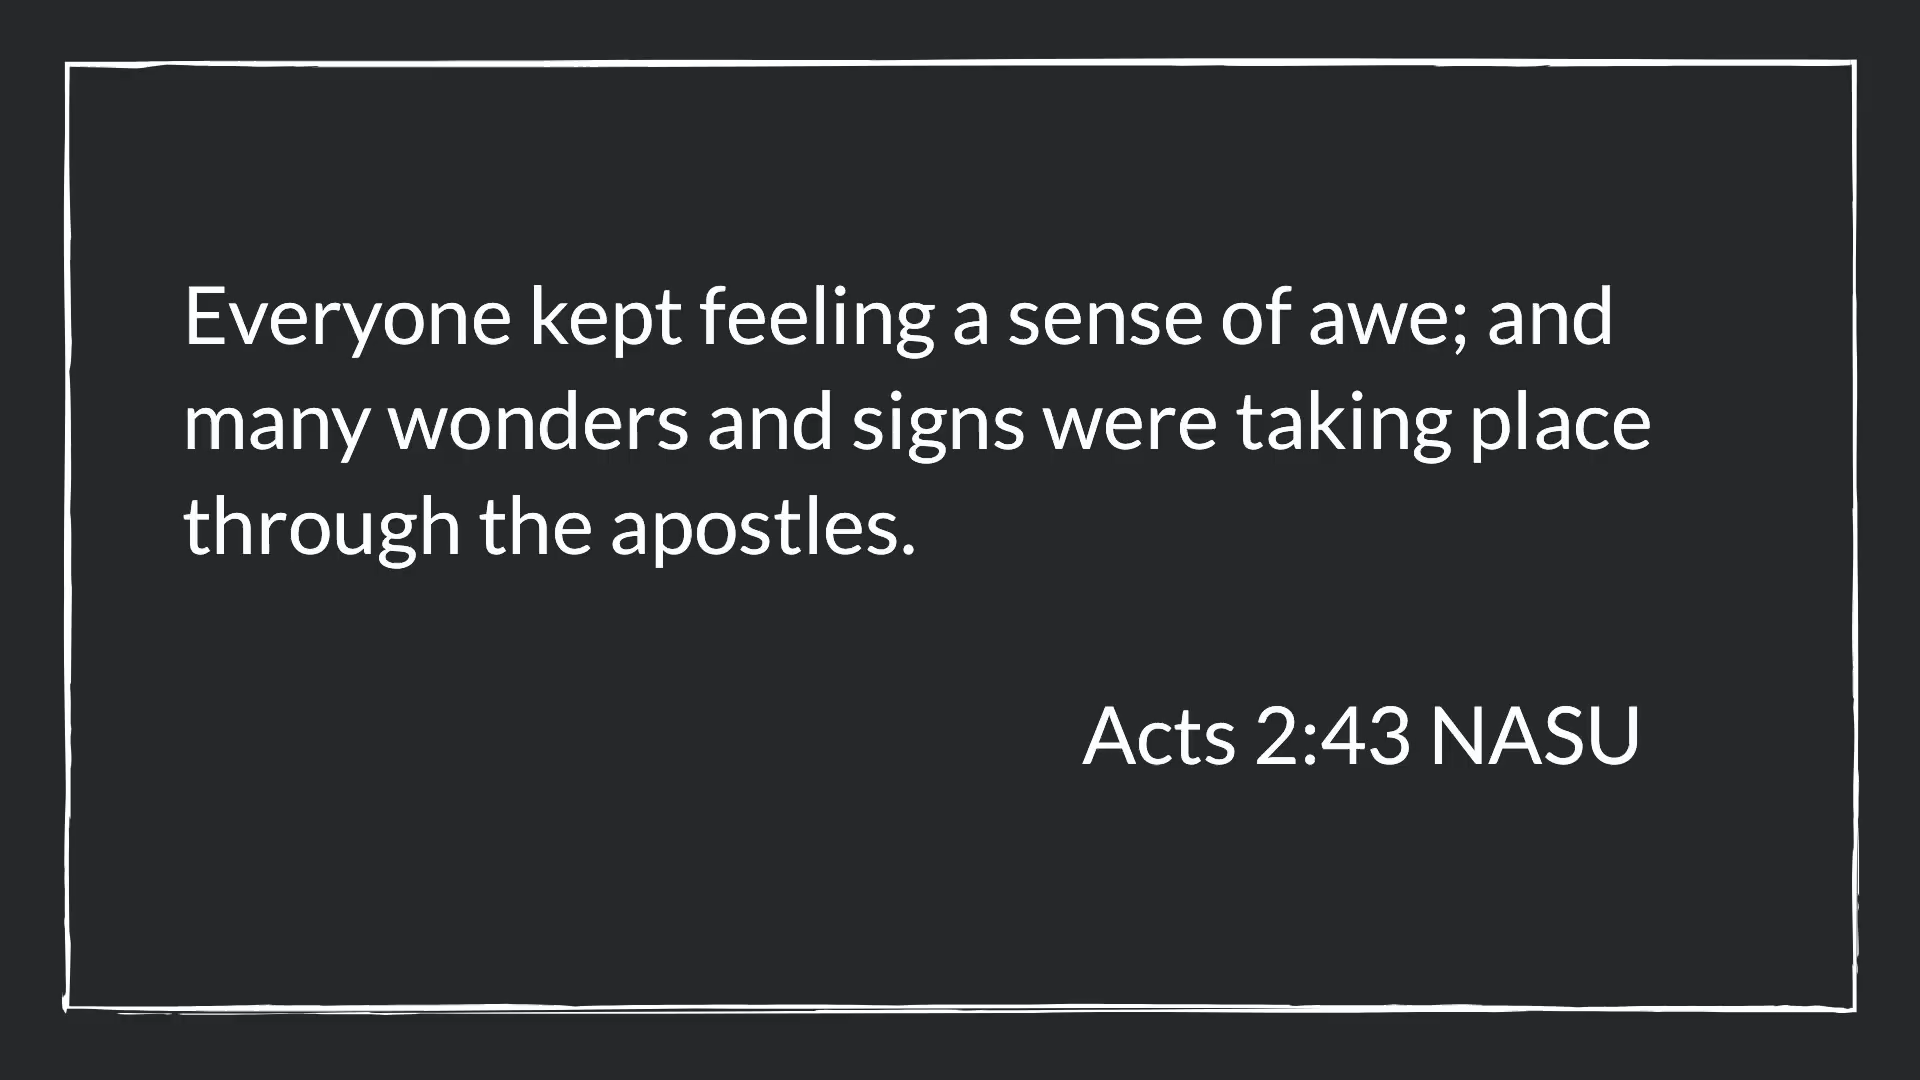 Everyone kept feeling a sense of awe; and
many wonders and signs were taking place
through the apostles.
Acts 2:43 NASU